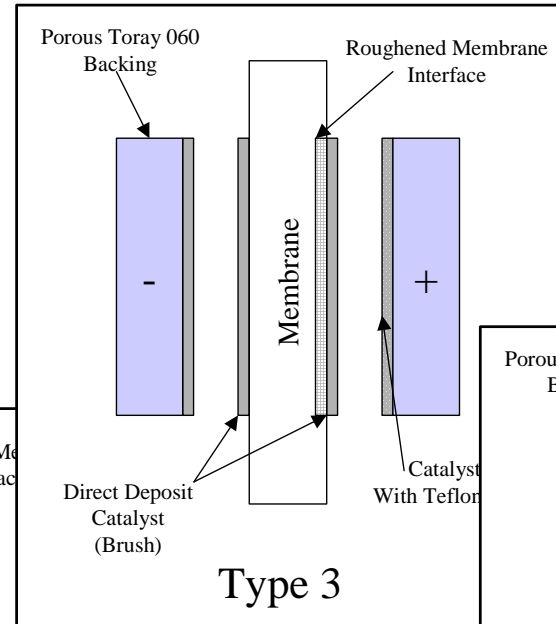 Porous Toray 060
Backing
Roughened Membrane
Interface
-
Membrane
+
Direct Deposit
Catalyst
(Brush)
Catalyst
With Teflon
Type 3